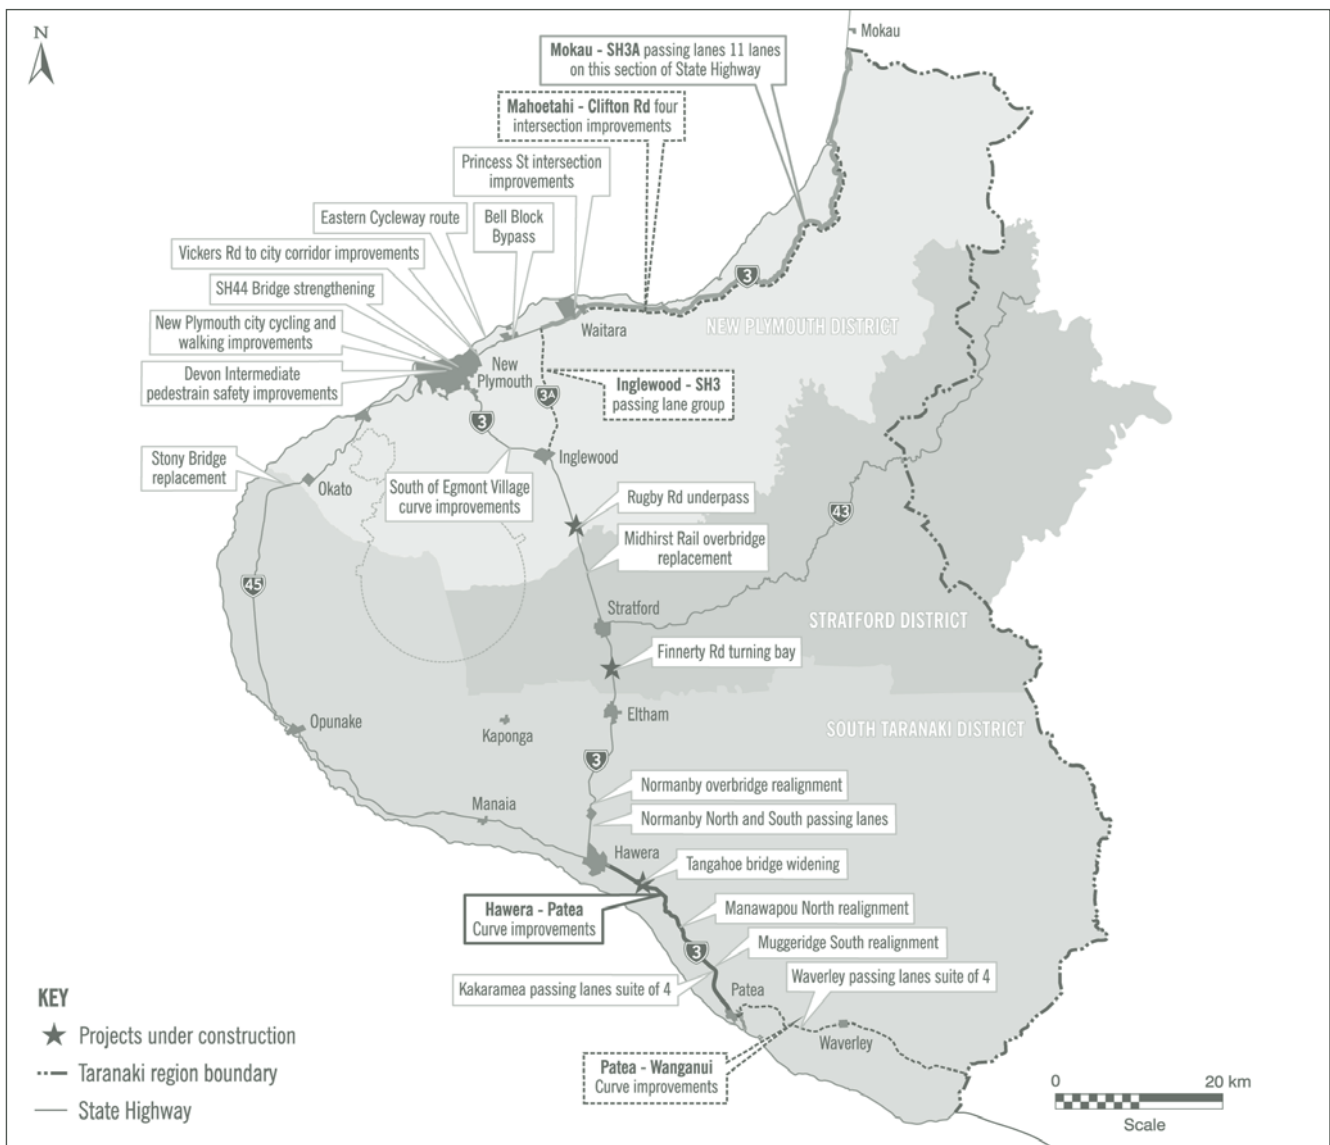 N
Mokau
Mokau - SH3A passing lanes 11 lanes
on this section of State Highway
Mahoetahi - Clifton Rd four
intersection improvements
Princess St intersection
improvements
Eastern Cycleway route
Bell Block
Bypass
Vickers Rd to city corridor improvements
SH44 Bridge strengthening
New Plymouth city cycling and
walking improvements
Devon Intermediate
pedestrain safety improvements
3
Waitara
NEW PLYMOUTH DISTRICT
New
Plymouth
Inglewood - SH3
passing lane group
3A
3
Stony Bridge
replacement
Okato
South of Egmont Village
curve improvements
Inglewood
Rugby Rd underpass
43
Midhirst Rail overbridge
replacement
45
Stratford
STRATFORD DISTRICT
Finnerty Rd turning bay
Opunake
Kaponga
Eltham
SOUTH TARANAKI DISTRICT
3
Normanby overbridge realignment
Manaia
Normanby North and South passing lanes
Hawera
Tangahoe bridge widening
Hawera - Patea
Curve improvements
Manawapou North realignment
3
Muggeridge South realignment
Waverley passing lanes suite of 4
Kakaramea passing lanes suite of 4
Patea
Waverley
Patea - Wanganui
Curve improvements
KEY
Projects under construction
Taranaki region boundary
State Highway
0 20 km
Scale